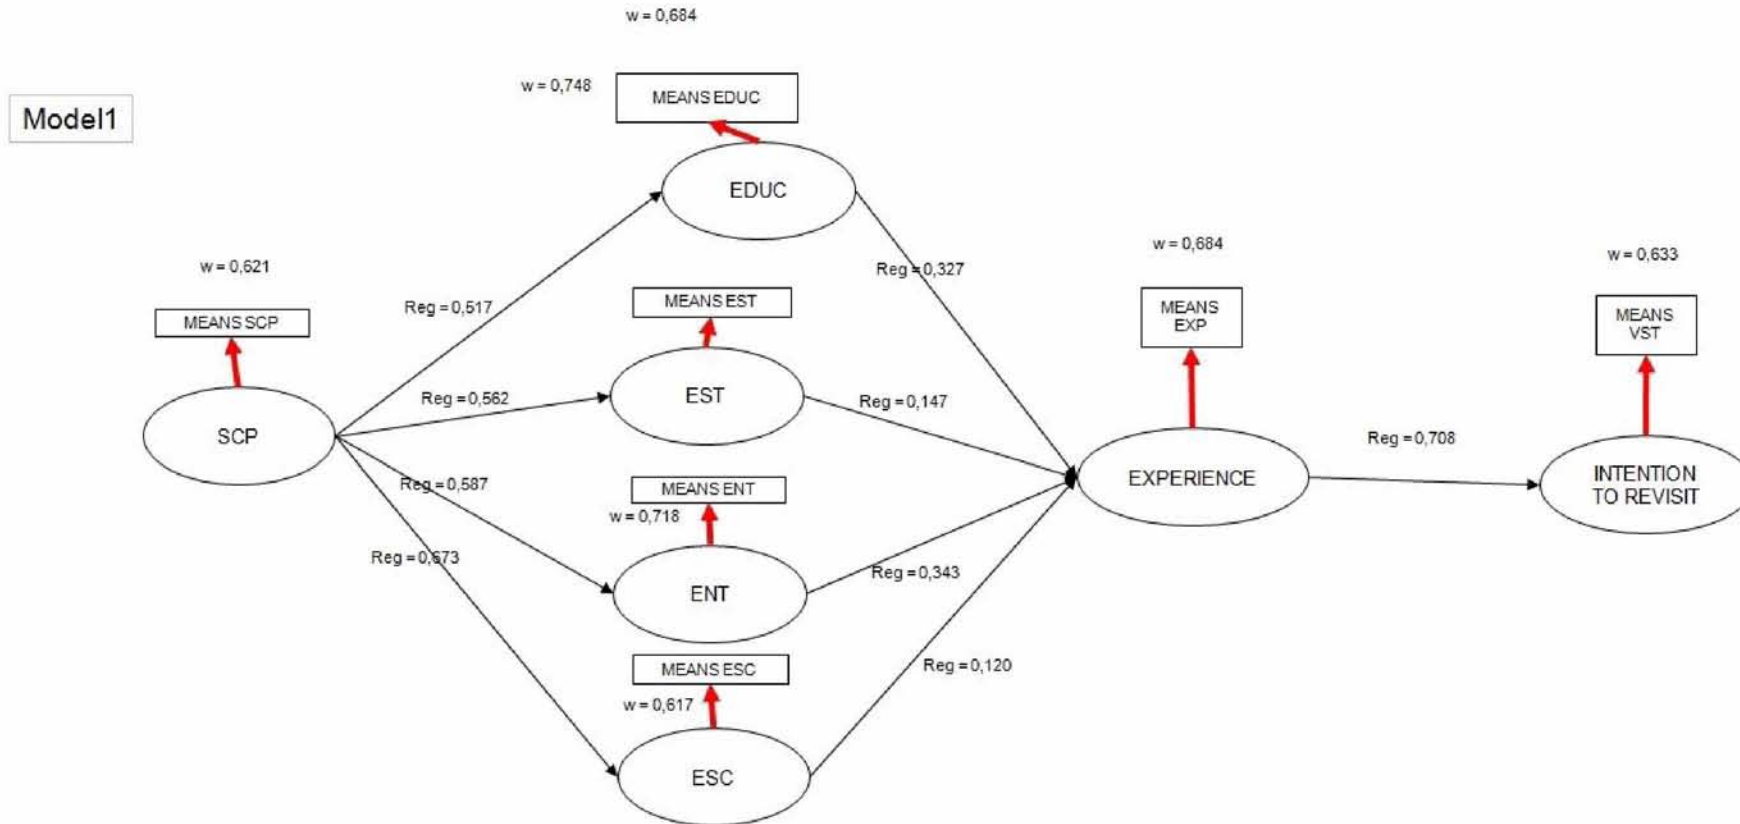 w = 0,684
w = 0,748
MEANS EDUC
Model1
EDUC
w = 0,621
w = 0,684
w = 0,633
Reg = 0,327
MEANS SCP
Reg = 0,517
MEANS EST
MEANS
EXP
MEANS
VST
Reg = 0,562
EST
Reg = 0,147
SCP
Reg = 0,708
EXPERIENCE
INTENTION
TO REVISIT
Reg = 0,587
MEANS ENT
w = 0,718
Reg = 0,673
ENT
Reg = 0,343
MEANS ESC
Reg = 0,120
w = 0,617
ESC